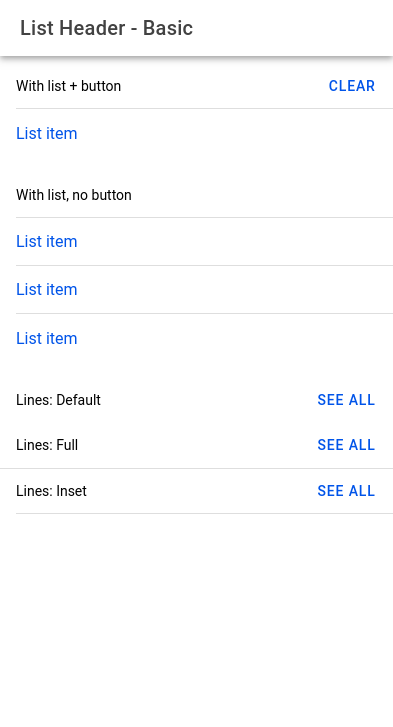 List Header - Basic
With list + button CLEAR
List item
With list, no button
List item
List item
List item
Lines: Default SEE ALL
Lines: Full SEE ALL
Lines: Inset SEE ALL